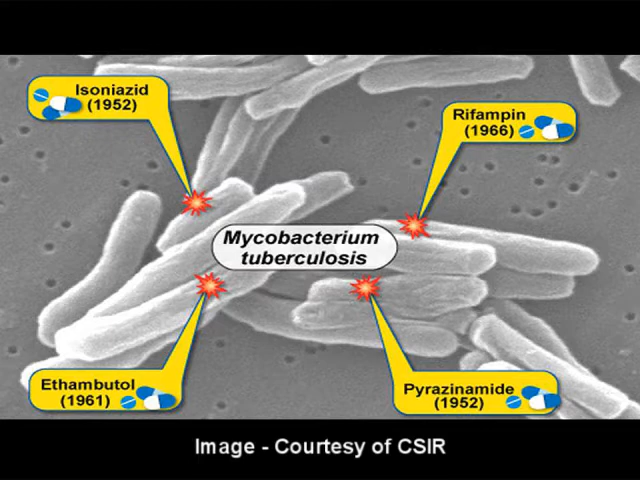 Isoniazid
(1952)
Rifampin
(1966)
Mycobacterium
tuberculosis
Ethambutol
(1961)
Pyrazinamide
(1952)
Image - Courtesy of CSIR